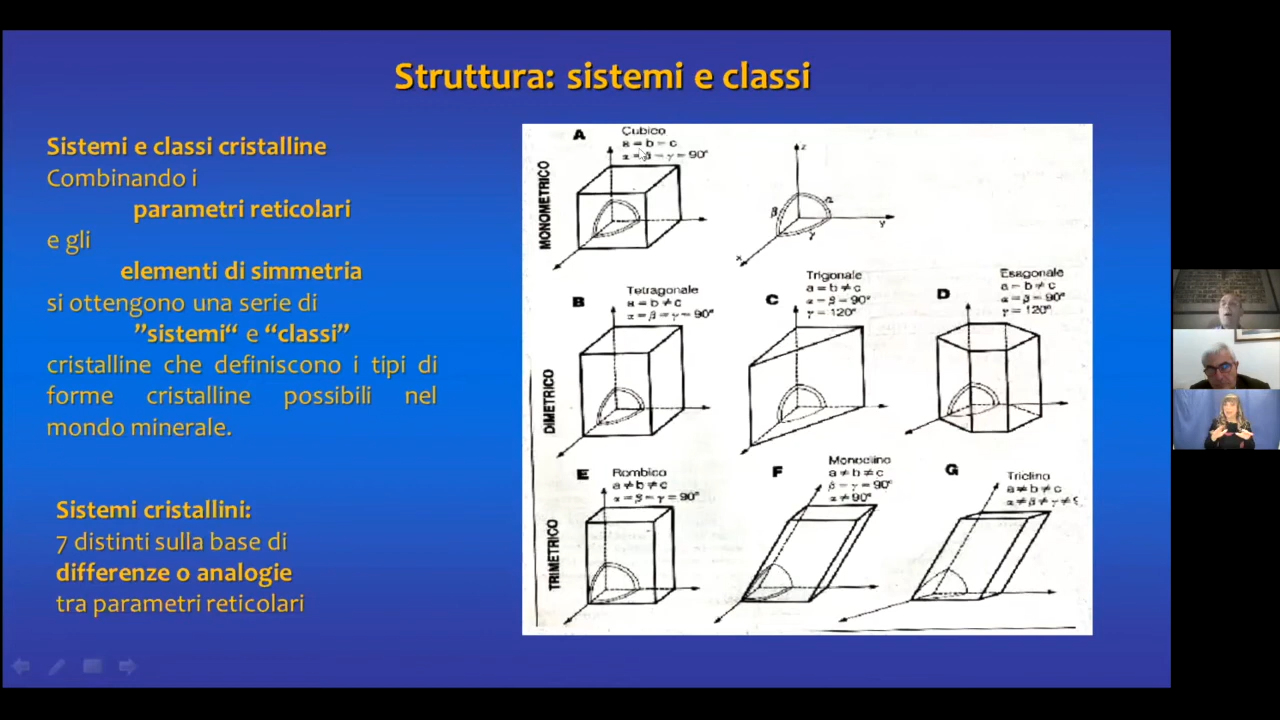 Struttura: sistemi e classi
Sistemi e classi cristalline
Combinando i
parametri reticolari
e gli
elementi di simmetria
si ottengono una serie di
”sistemi“ e “classi”
cristalline che definiscono i tipi di
forme cristalline possibili nel
mondo minerale.
Sistemi cristallini:
7 distinti sulla base di
differenze o analogie
tra parametri reticolari
MONOMETRICO
A
Cubico
a = b = c
α = β = γ = 90°
z
β
α
γ
x
y
DIMETRICO
B
Tetragonale
a = b ≠ c
α = β = γ = 90°
C
Trigonale
a = b ≠ c
α = β = 90°
γ = 120°
D
Esagonale
a = b ≠ c
α = β = 90°
γ = 120°
TRIMETRICO
E
Rombico
a ≠ b ≠ c
α = β = γ = 90°
F
Monoclino
a ≠ b ≠ c
β = γ = 90°
α ≠ 90°
G
Triclino
a ≠ b ≠ c
α ≠ β ≠ γ ≠